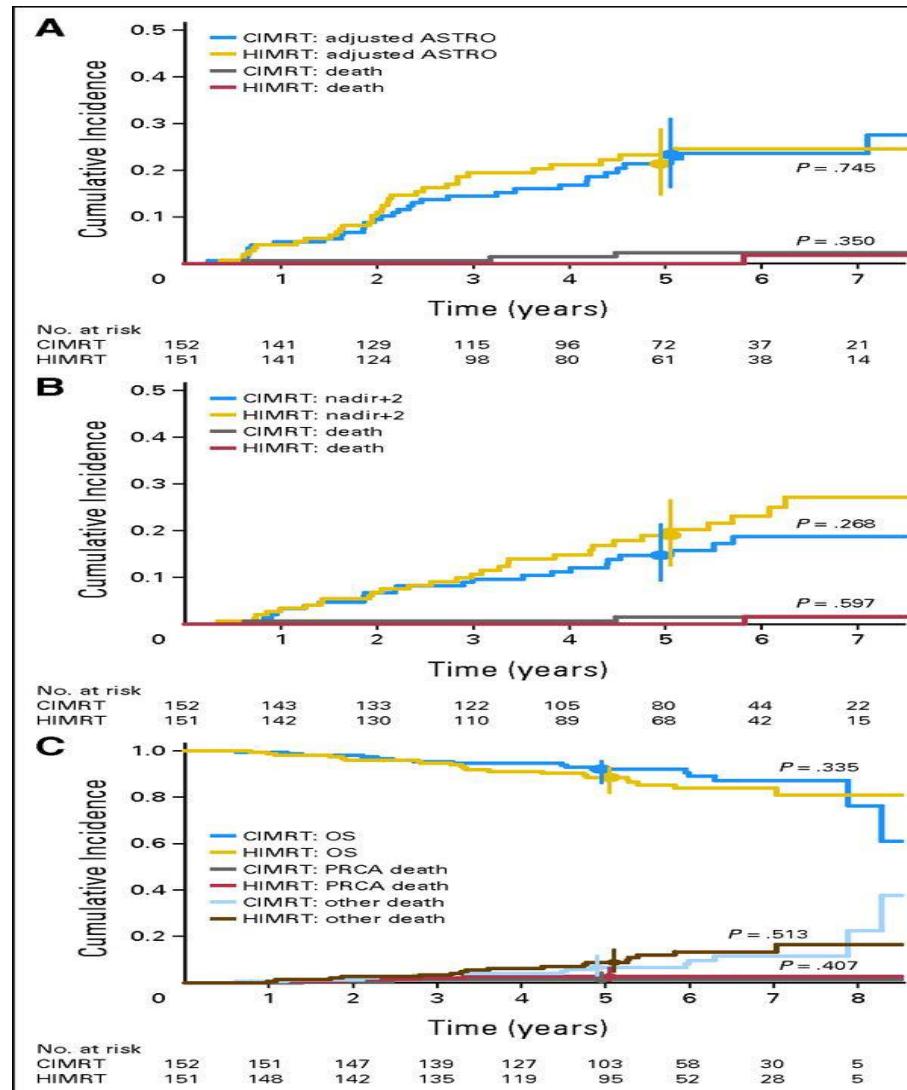 A
0.5
0.4
0.3
0.2
0.1
0
Cumulative Incidence
CIMRT: adjusted ASTRO
HIMRT: adjusted ASTRO
CIMRT: death
HIMRT: death
P = .745
P = .350
1 2 3 4 5 6 7
Time (years)
No. at risk
CIMRT 152 141 129 115 96 72 37 21
HIMRT 151 141 124 98 80 61 38 14
B
0.5
0.4
0.3
0.2
0.1
0
Cumulative Incidence
CIMRT: nadir+2
HIMRT: nadir+2
CIMRT: death
HIMRT: death
P = .268
P = .597
1 2 3 4 5 6 7
Time (years)
No. at risk
CIMRT 152 143 133 122 105 80 44 22
HIMRT 151 142 130 110 89 68 42 15
C
1.0
0.8
0.6
0.4
0.2
0
Cumulative Incidence
P = .335
CIMRT: OS
HIMRT: OS
CIMRT: PRCA death
HIMRT: PRCA death
CIMRT: other death
HIMRT: other death
P = .513
P = .407
1 2 3 4 5 6 7 8
Time (years)
No. at risk
CIMRT 152 151 147 139 127 103 58 30 5
HIMRT 151 148 142 135 119 95 52 28 5